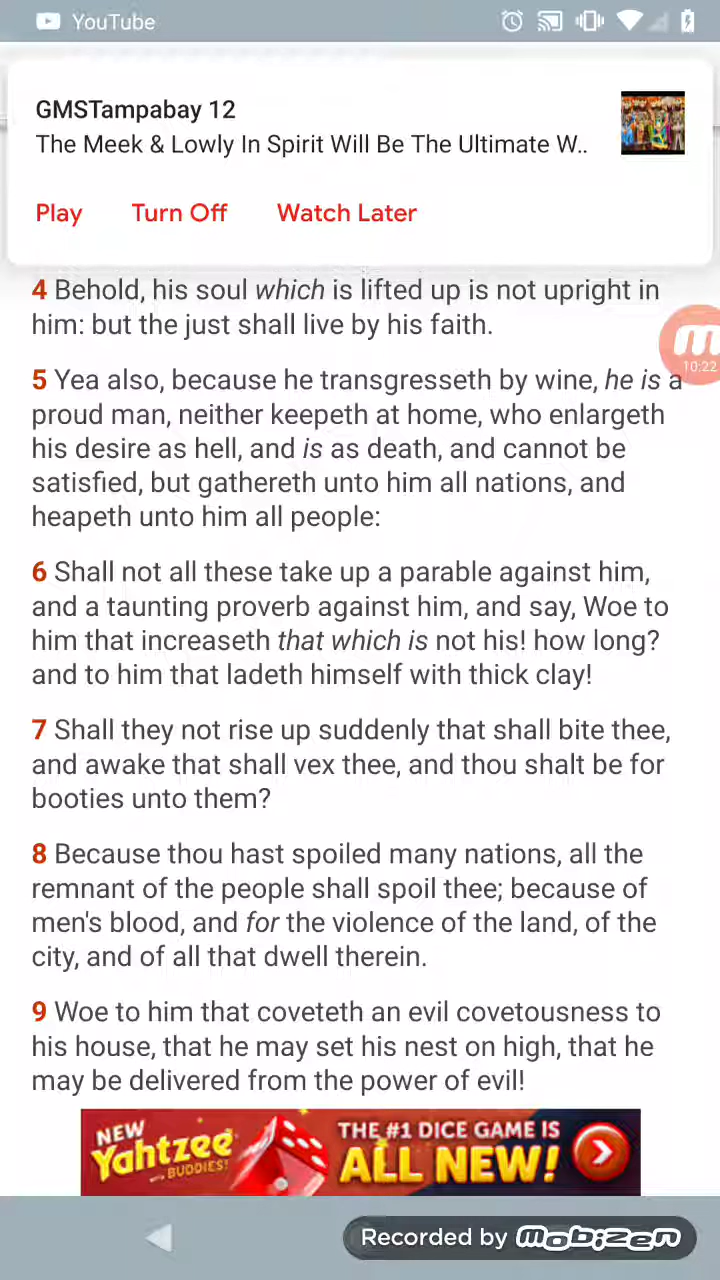 YouTube
GMSTampabay 12
The Meek & Lowly In Spirit Will Be The Ultimate W..
Play Turn Off Watch Later
4 Behold, his soul which is lifted up is not upright in
him: but the just shall live by his faith.
10:22
5 Yea also, because he transgresseth by wine, he is a
proud man, neither keepeth at home, who enlargeth
his desire as hell, and is as death, and cannot be
satisfied, but gathereth unto him all nations, and
heapeth unto him all people:
6 Shall not all these take up a parable against him,
and a taunting proverb against him, and say, Woe to
him that increaseth that which is not his! how long?
and to him that ladeth himself with thick clay!
7 Shall they not rise up suddenly that shall bite thee,
and awake that shall vex thee, and thou shalt be for
booties unto them?
8 Because thou hast spoiled many nations, all the
remnant of the people shall spoil thee; because of
men's blood, and for the violence of the land, of the
city, and of all that dwell therein.
9 Woe to him that coveteth an evil covetousness to
his house, that he may set his nest on high, that he
may be delivered from the power of evil!
NEW
Yahtzee
with BUDDIES!
THE #1 DICE GAME IS
ALL NEW!
Recorded by mobizen